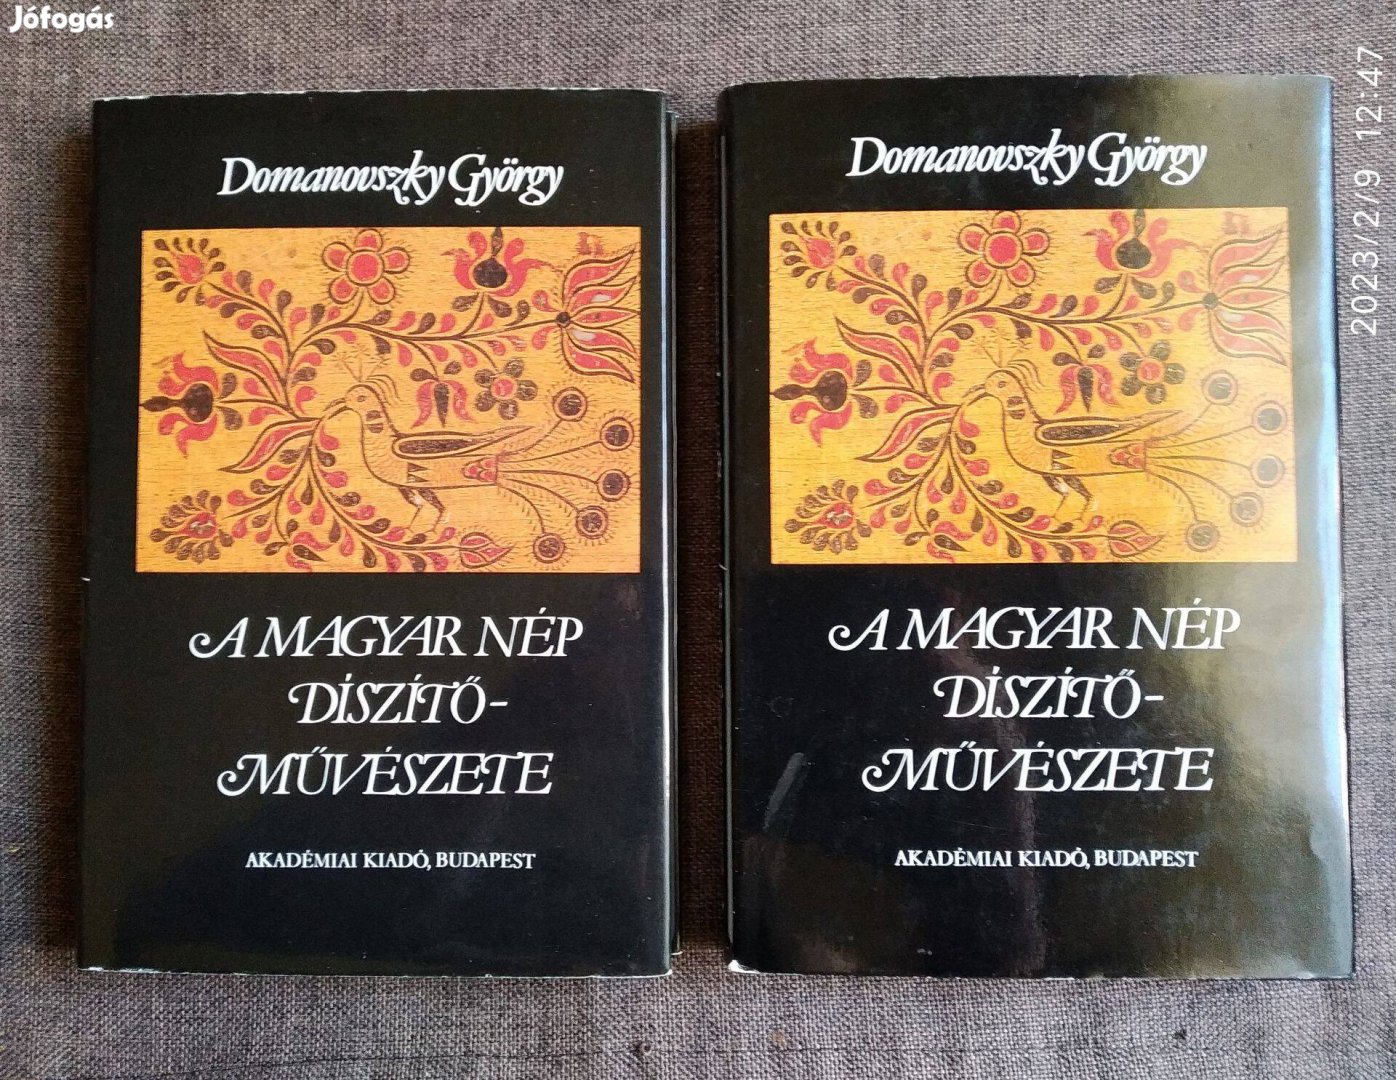 Jófogás
Domanovszky György
A MAGYAR NÉP
DÍSZÍTŐ-
MŰVÉSZETE
AKADÉMIAI KIADÓ, BUDAPEST
Domanovszky György
A MAGYAR NÉP
DÍSZÍTŐ-
MŰVÉSZETE
AKADÉMIAI KIADÓ, BUDAPEST
2023/2/9 12:47